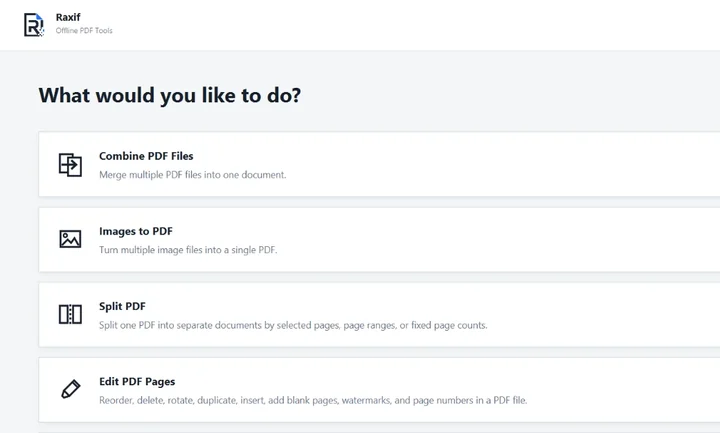 Raxif
Offline PDF Tools
What would you like to do?
Combine PDF Files
Merge multiple PDF files into one document.
Images to PDF
Turn multiple image files into a single PDF.
Split PDF
Split one PDF into separate documents by selected pages, page ranges, or fixed page counts.
Edit PDF Pages
Reorder, delete, rotate, duplicate, insert, add blank pages, watermarks, and page numbers in a PDF file.